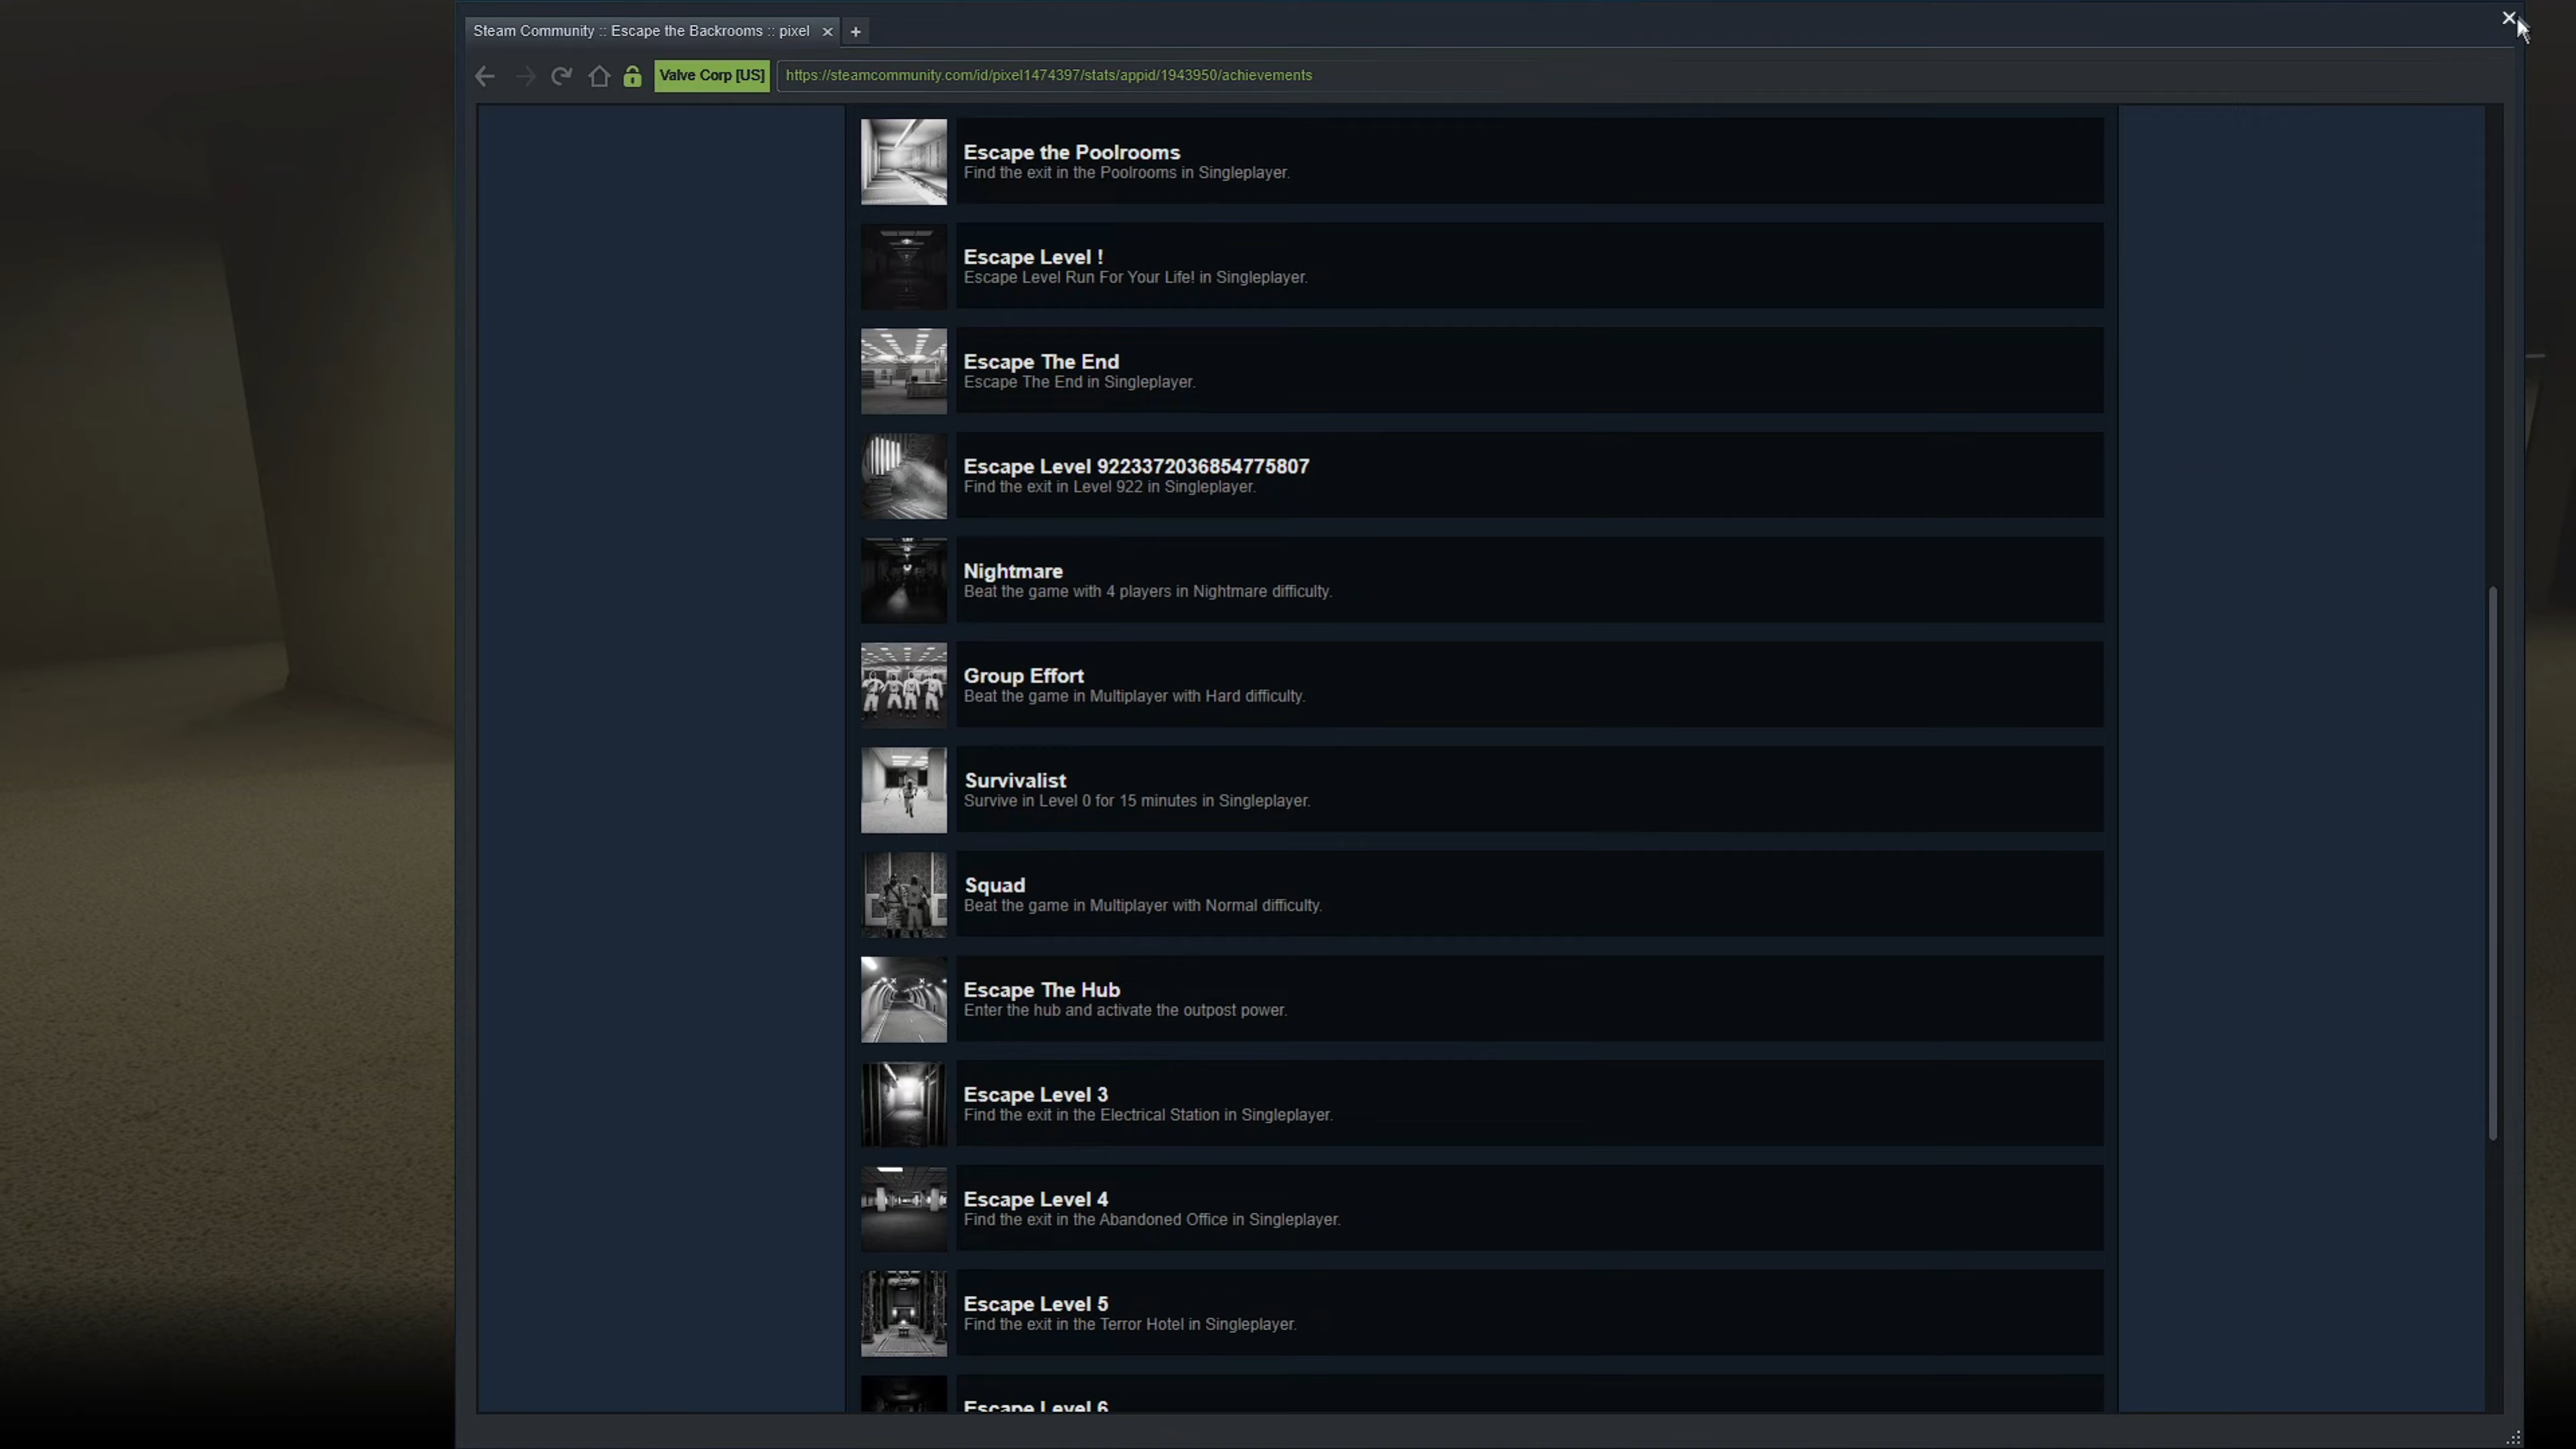 Steam Community :: Escape the Backrooms :: pixel
Valve Corp [US]
https://steamcommunity.com/id/pixel1474397/stats/appid/1943950/achievements
Escape the Poolrooms
Find the exit in the Poolrooms in Singleplayer.
Escape Level !
Escape Level Run For Your Life! in Singleplayer.
Escape The End
Escape The End in Singleplayer.
Escape Level 9223372036854775807
Find the exit in Level 922 in Singleplayer.
Nightmare
Beat the game with 4 players in Nightmare difficulty.
Group Effort
Beat the game in Multiplayer with Hard difficulty.
Survivalist
Survive in Level 0 for 15 minutes in Singleplayer.
Squad
Beat the game in Multiplayer with Normal difficulty.
Escape The Hub
Enter the hub and activate the outpost power.
Escape Level 3
Find the exit in the Electrical Station in Singleplayer.
Escape Level 4
Find the exit in the Abandoned Office in Singleplayer.
Escape Level 5
Find the exit in the Terror Hotel in Singleplayer.
Escape Level 6